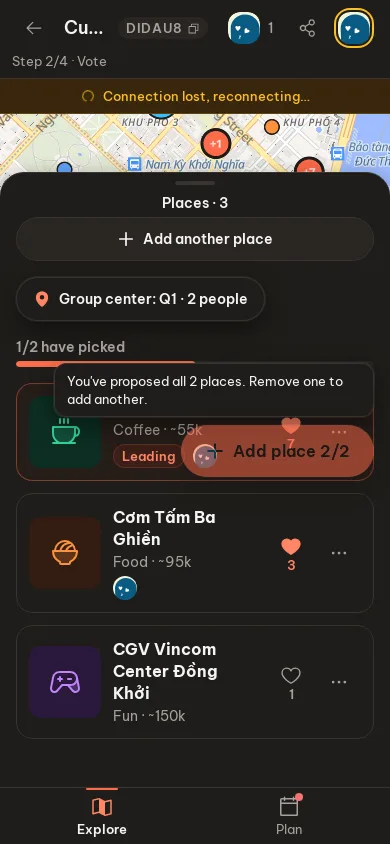 Cu...
DIDAU8
1
Step 2/4 · Vote
Connection lost, reconnecting...
KHU PHỐ 3
KHU PHỐ 4
Street
+1
Nam Kỳ Khởi Nghĩa
Bảo tàng
Đức Th
+7
Places · 3
Add another place
Group center: Q1 · 2 people
1/2 have picked
You've proposed all 2 places. Remove one to
add another.
Coffee · ~55k
7
Leading
Add place 2/2
Cơm Tấm Ba
Ghiền
Food · ~95k
3
CGV Vincom
Center Đồng
Khởi
Fun · ~150k
1
Explore
Plan